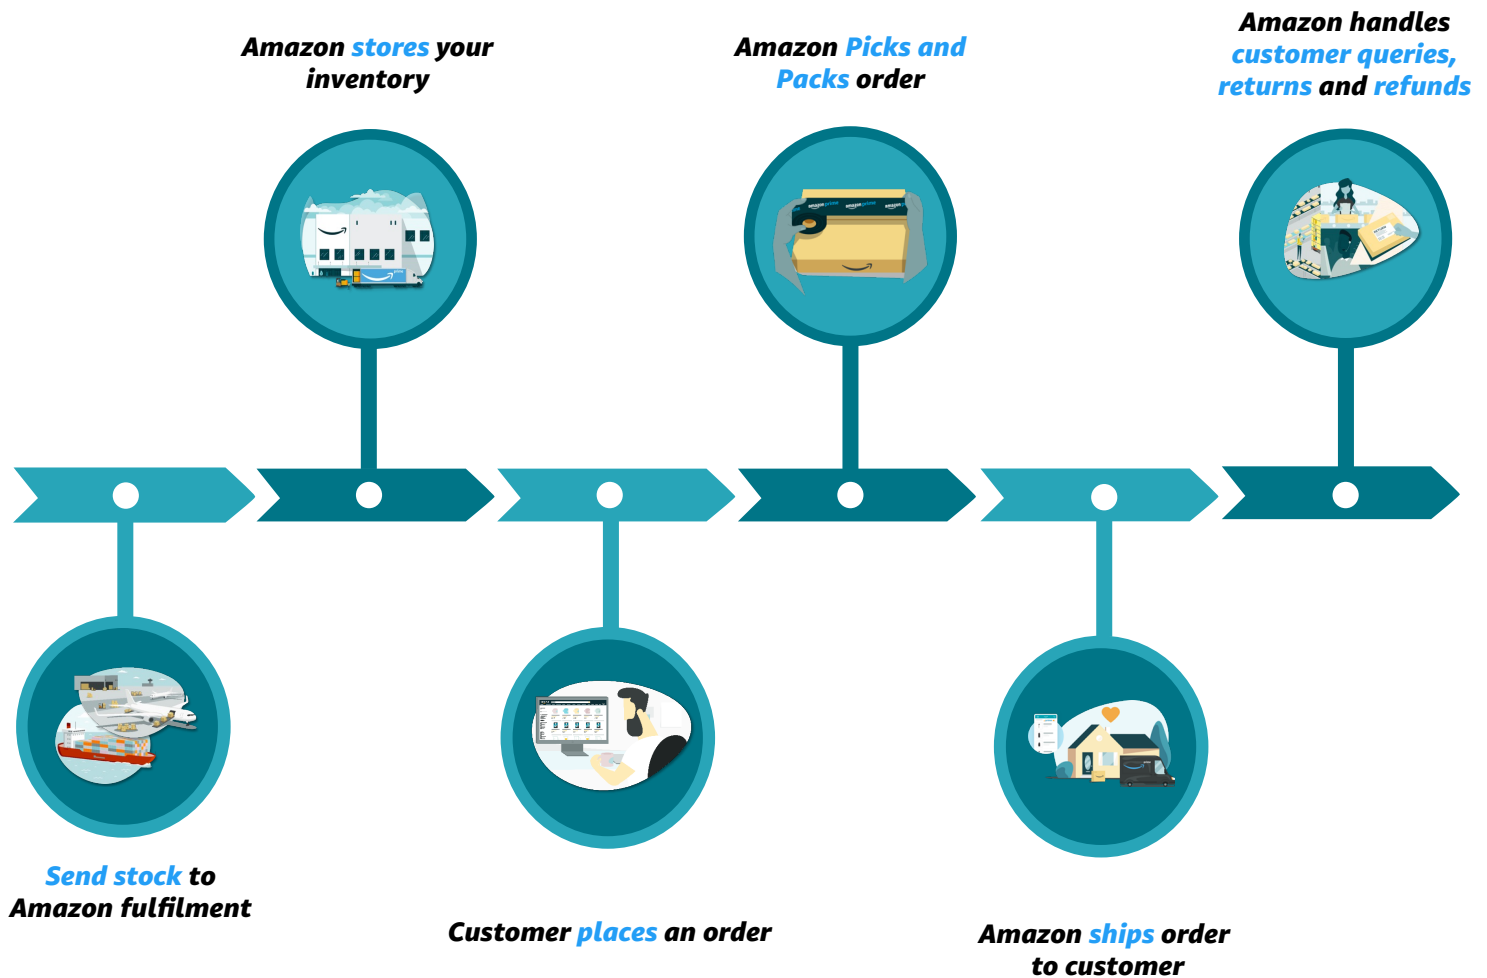 Amazon stores your
inventory
Amazon Picks and
Packs order
Amazon handles
customer queries,
returns and refunds
Send stock to
Amazon fulfilment
Customer places an order
Amazon ships order
to customer